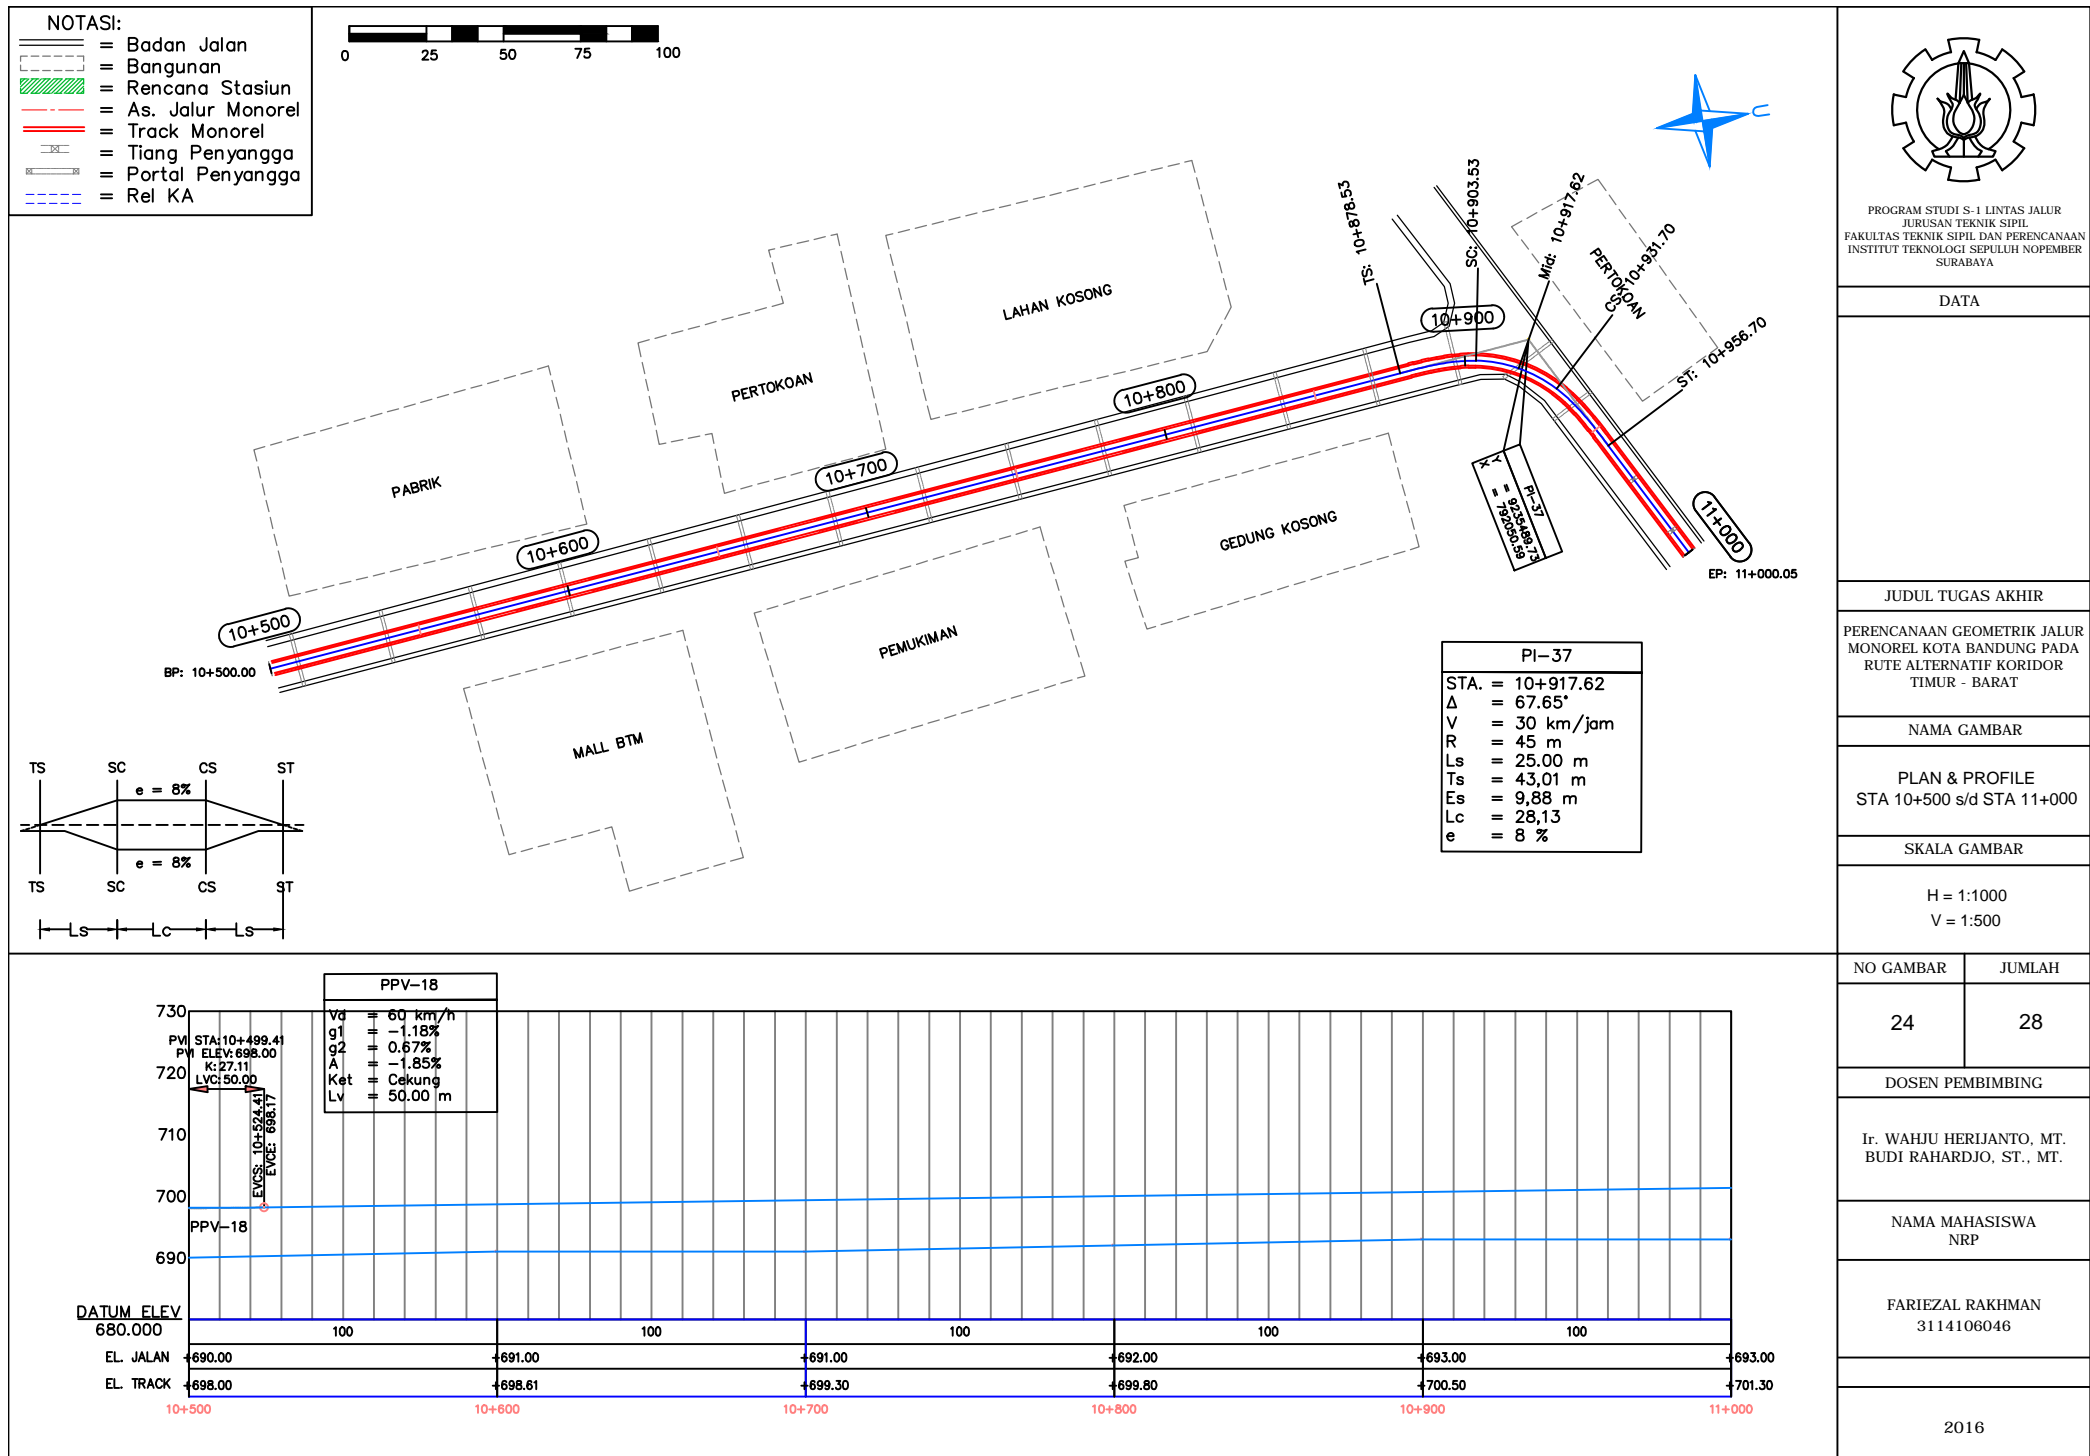 NOTASI:
= Badan Jalan
= Bangunan
= Rencana Stasiun
= As. Jalur Monorel
= Track Monorel
= Tiang Penyangga
= Portal Penyangga
= Rel KA
0 25 50 75 100
U
PABRIK
PERTOKOAN
LAHAN KOSONG
PERTOKOAN
MALL BTM
PEMUKIMAN
GEDUNG KOSONG
10+500
10+600
10+700
10+800
10+900
11+000
BP: 10+500.00
TS: 10+878.53
SC: 10+903.53
Mid: 10+917.62
CS: 10+931.70
ST: 10+956.70
EP: 11+000.05
PI-37
Y = 9235489.73
X = 792050.59
PI-37
STA. = 10+917.62
Δ = 67.65°
V = 30 km/jam
R = 45 m
Ls = 25.00 m
Ts = 43,01 m
Es = 9,88 m
Lc = 28,13
e = 8 %
TS SC CS ST
e = 8%
e = 8%
TS SC CS ST
Ls Lc Ls
PPV-18
Vd = 60 km/h
g1 = -1.18%
g2 = 0.67%
A = -1.85%
Ket = Cekung
Lv = 50.00 m
730
720
710
700
690
PVI STA: 10+499.41
PVI ELEV: 698.00
K: 27.11
LVC: 50.00
EVCS: 10+524.41
EVCE: 698.17
PPV-18
DATUM ELEV
680.000
100 100 100 100 100
EL. JALAN +690.00 +691.00 +691.00 +692.00 +693.00 +693.00
EL. TRACK +698.00 +698.61 +699.30 +699.80 +700.50 +701.30
10+500 10+600 10+700 10+800 10+900 11+000
PROGRAM STUDI S-1 LINTAS JALUR
JURUSAN TEKNIK SIPIL
FAKULTAS TEKNIK SIPIL DAN PERENCANAAN
INSTITUT TEKNOLOGI SEPULUH NOPEMBER
SURABAYA
DATA
JUDUL TUGAS AKHIR
PERENCANAAN GEOMETRIK JALUR
MONOREL KOTA BANDUNG PADA
RUTE ALTERNATIF KORIDOR
TIMUR - BARAT
NAMA GAMBAR
PLAN & PROFILE
STA 10+500 s/d STA 11+000
SKALA GAMBAR
H = 1:1000
V = 1:500
NO GAMBAR JUMLAH
24 28
DOSEN PEMBIMBING
Ir. WAHJU HERIJANTO, MT.
BUDI RAHARDJO, ST., MT.
NAMA MAHASISWA
NRP
FARIEZAL RAKHMAN
3114106046
2016